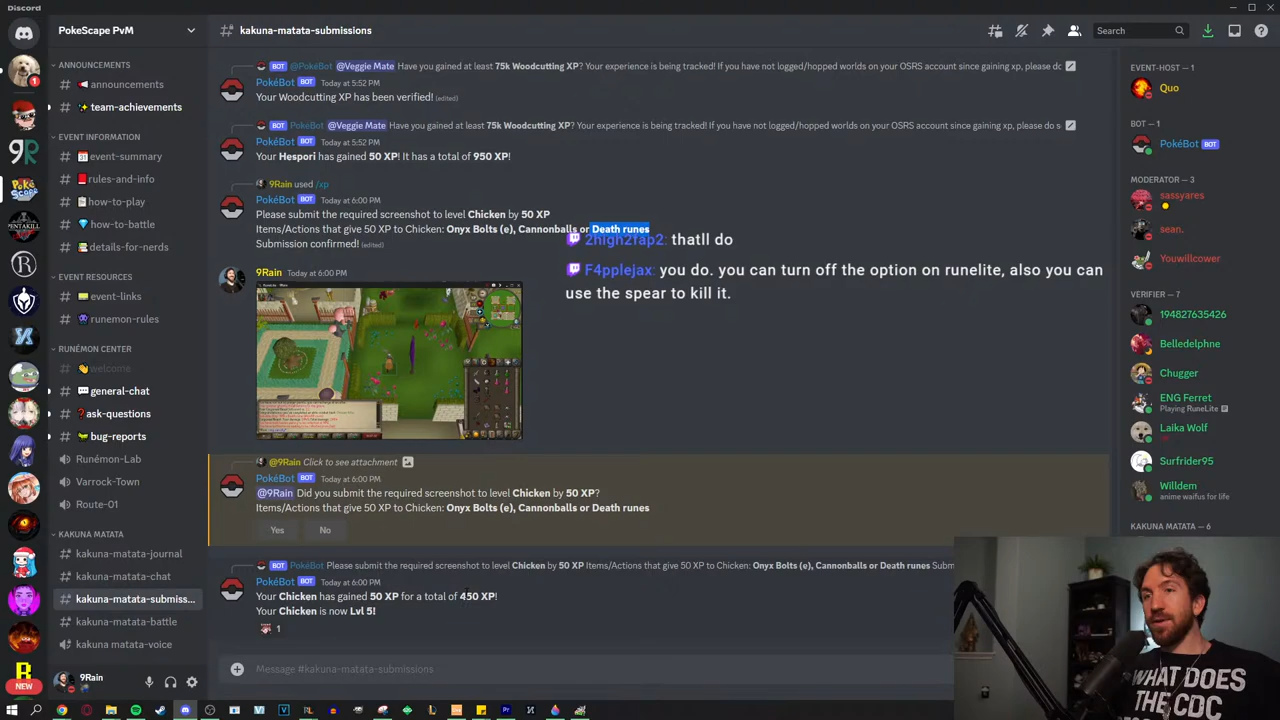 Discord
PokeScape PvM
kakuna-matata-submissions
Search
ANNOUNCEMENTS
announcements
team-achievements
EVENT INFORMATION
event-summary
rules-and-info
how-to-play
how-to-battle
details-for-nerds
EVENT RESOURCES
event-links
runemon-rules
RUNÉMON CENTER
welcome
general-chat
ask-questions
bug-reports
Runémon-Lab
Varrock-Town
Route-01
KAKUNA MATATA
kakuna-matata-journal
kakuna-matata-chat
kakuna-matata-submiss...
kakuna-matata-battle
kakuna matata-voice
9Rain
NEW
BOT @PokéBot @Veggie Mate Have you gained at least 75k Woodcutting XP? Your experience is being tracked! If you have not logged/hopped worlds on your OSRS account since gaining xp, please do
PokéBot BOT Today at 5:52 PM
Your Woodcutting XP has been verified! (edited)
BOT PokéBot @Veggie Mate Have you gained at least 75k Woodcutting XP? Your experience is being tracked! If you have not logged/hopped worlds on your OSRS account since gaining xp, please do s
PokéBot BOT Today at 5:52 PM
Your Hespori has gained 50 XP! It has a total of 950 XP!
9Rain used /xp
PokéBot BOT Today at 6:00 PM
Please submit the required screenshot to level Chicken by 50 XP
Items/Actions that give 50 XP to Chicken: Onyx Bolts (e), Cannonballs or Death runes
Submission confirmed! (edited)
2high2fap2: thatll do
F4pplejax: you do. you can turn off the option on runelite, also you can
use the spear to kill it.
9Rain Today at 6:00 PM
@9Rain Click to see attachment
PokéBot BOT Today at 6:00 PM
@9Rain Did you submit the required screenshot to level Chicken by 50 XP?
Items/Actions that give 50 XP to Chicken: Onyx Bolts (e), Cannonballs or Death runes
Yes No
BOT PokéBot Please submit the required screenshot to level Chicken by 50 XP Items/Actions that give 50 XP to Chicken: Onyx Bolts (e), Cannonballs or Death runes Subm
PokéBot BOT Today at 6:00 PM
Your Chicken has gained 50 XP for a total of 450 XP!
Your Chicken is now Lvl 5!
1
Message #kakuna-matata-submissions
EVENT-HOST — 1
Quo
BOT — 1
PokéBot BOT
MODERATOR — 3
sassyares
sean.
Youwillcower
VERIFIER — 7
194827635426
Belledelphne
Chugger
ENG Ferret
Playing RuneLite
Laika Wolf
Surfrider95
Willdem
anime waifus for life
KAKUNA MATATA — 6
WHAT DOES
THE CDC